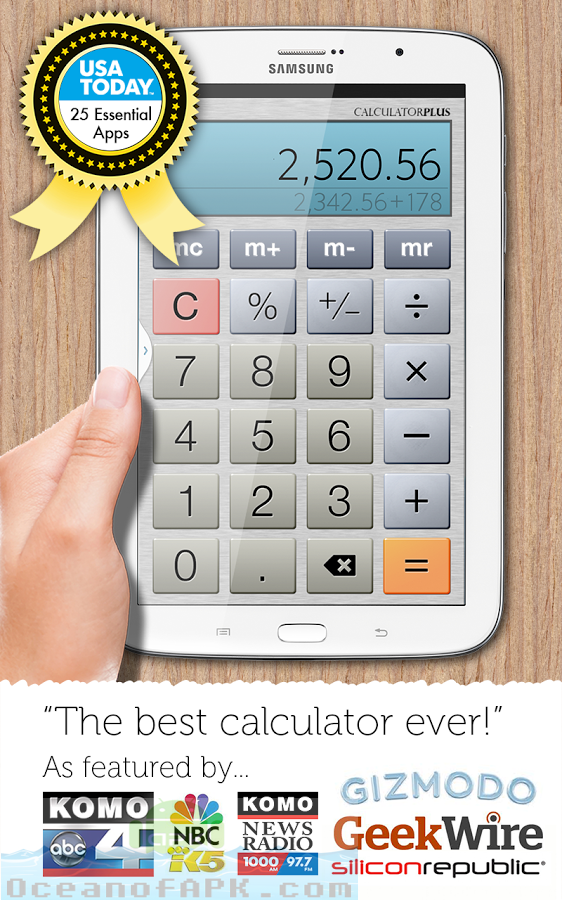 USA
TODAY.
25 Essential
Apps
SAMSUNG
CALCULATORPLUS
2,520.56
2,342.56+178
mc m+ m- mr
C % +/− ÷
7 8 9 ×
4 5 6 −
1 2 3 +
0 . =
“The best calculator ever!”
As featured by...
KOMO
abc 4
NBC
K5
KOMO
NEWS
RADIO
1000 AM 97.7 FM
GIZMODO
GeekWire
siliconrepublic
OceanofAPK.com